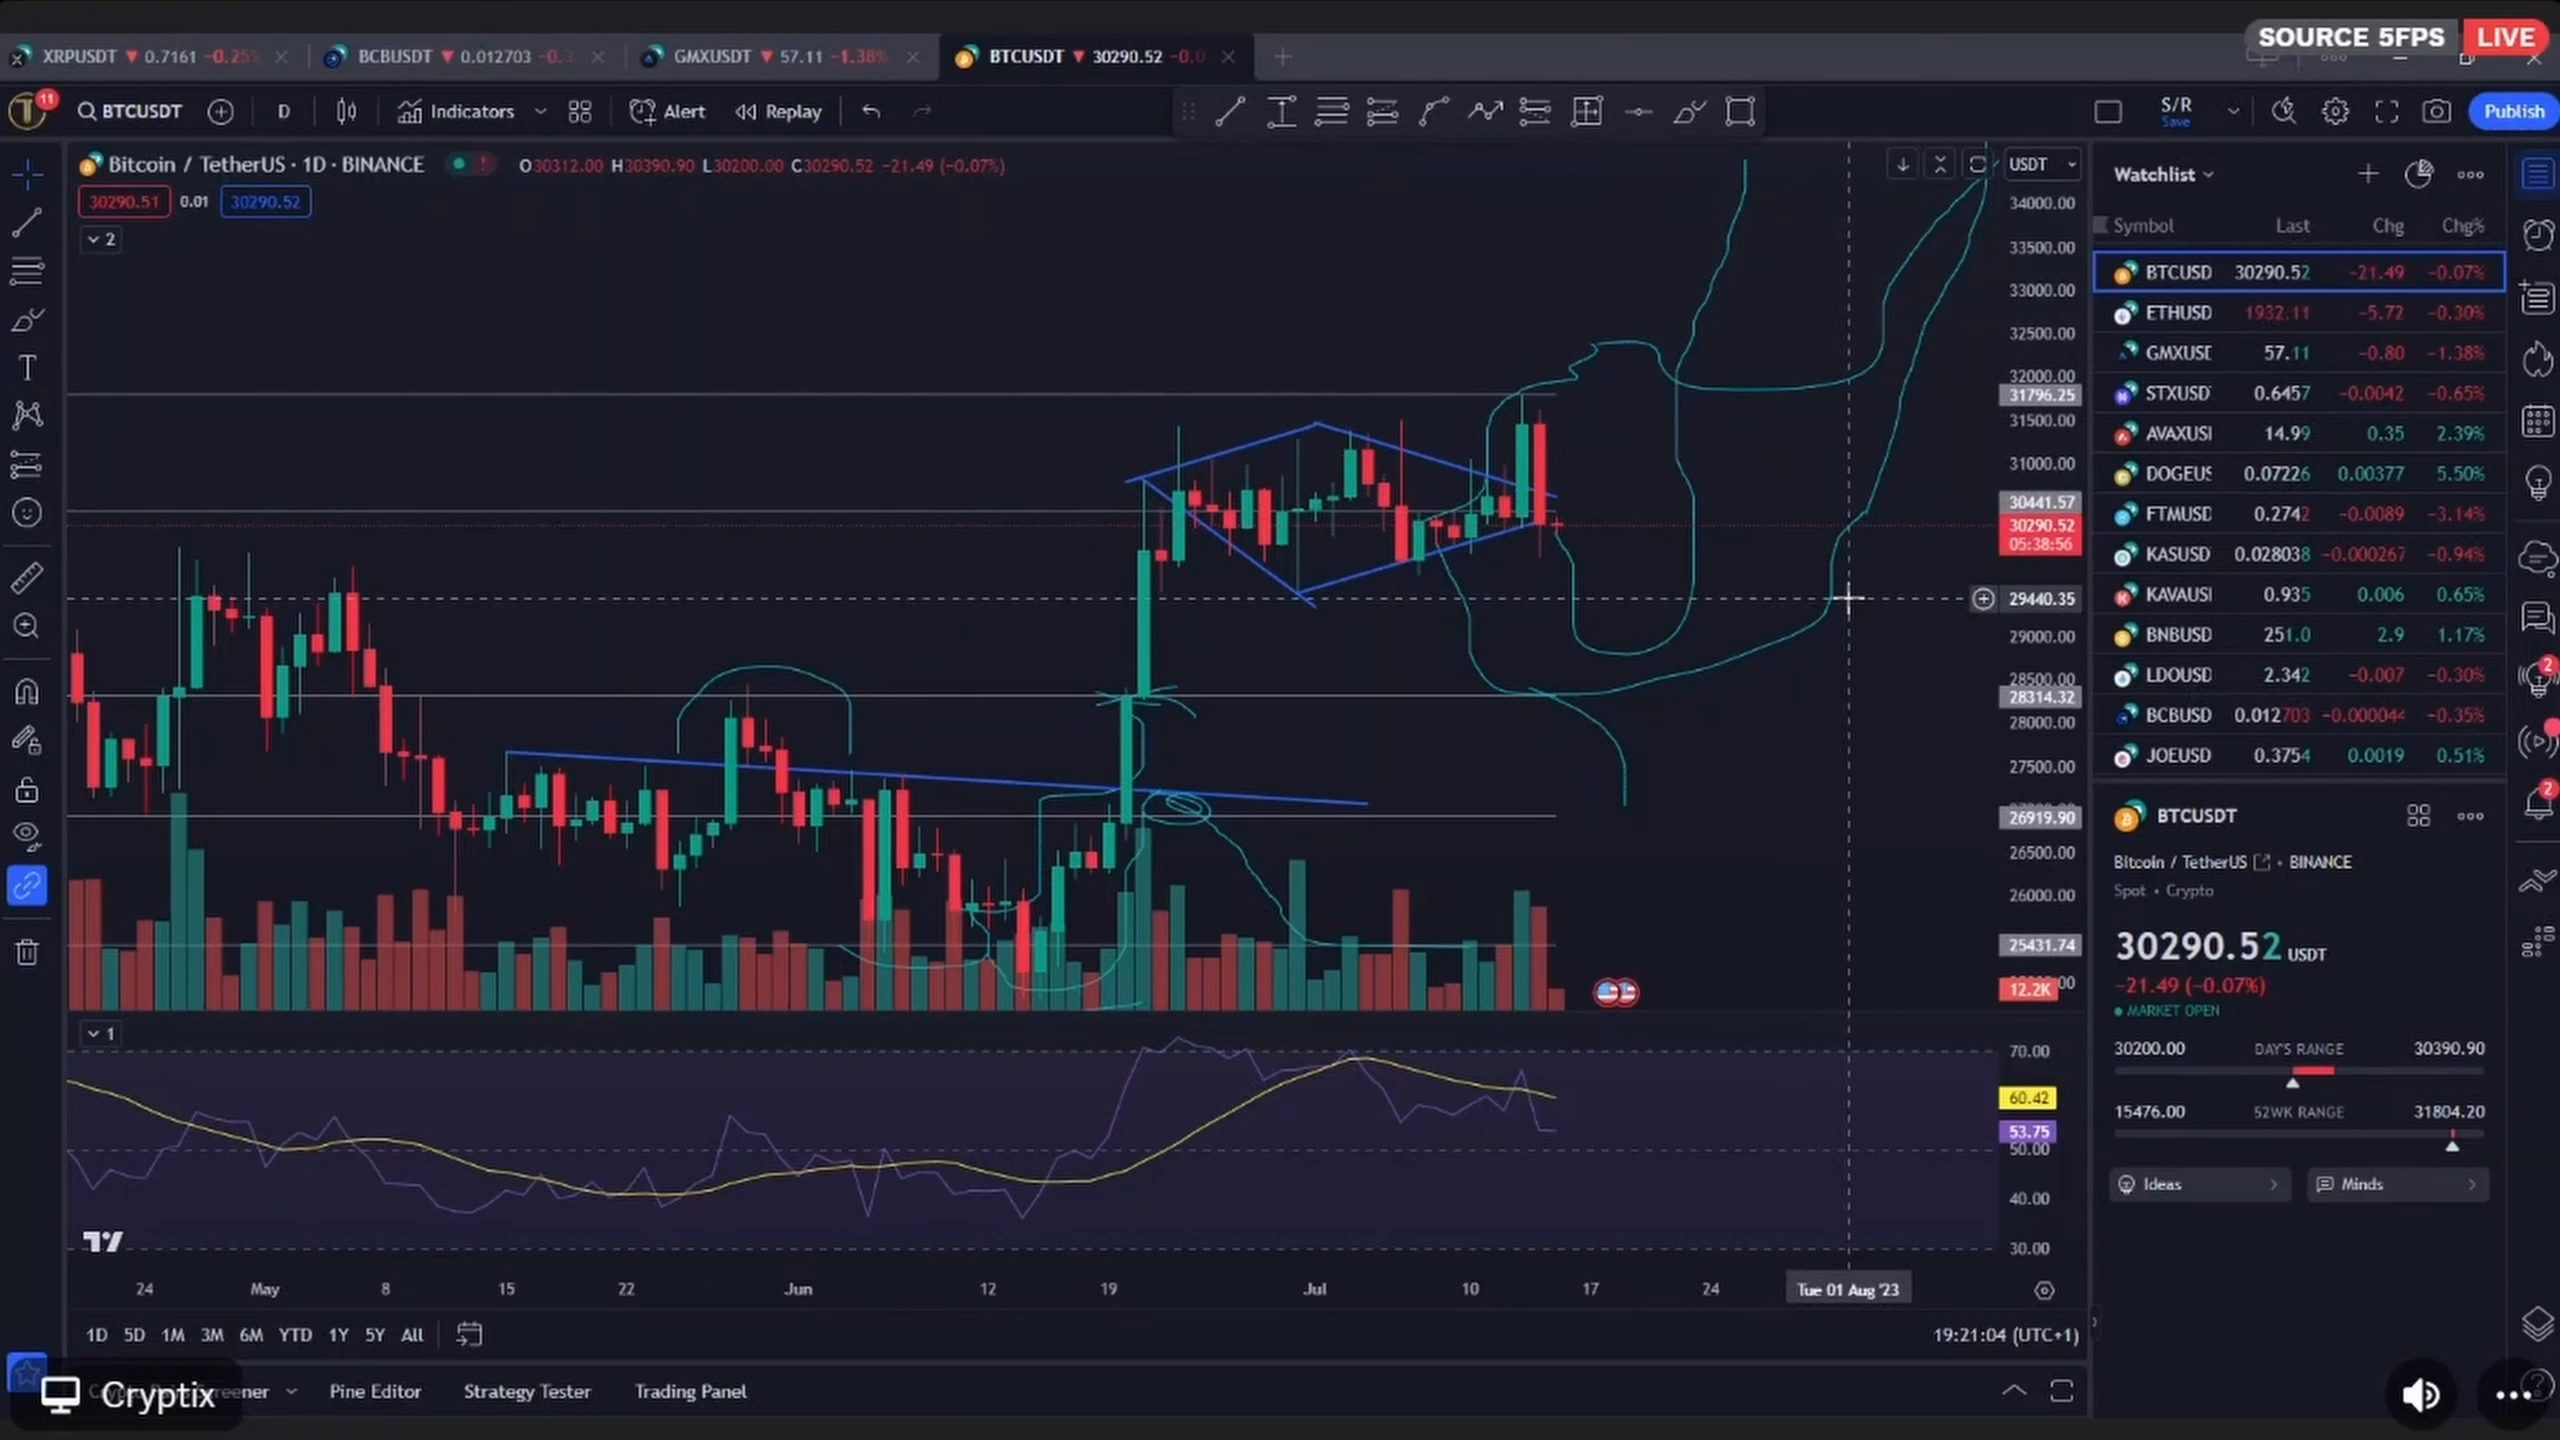 SOURCE 5FPS LIVE
XRPUSDT 0.7161 -0.25%
BCBUSDT 0.012703 -0.3
GMXUSDT 57.11 -1.38%
BTCUSDT 30290.52 -0.0
11
BTCUSDT D Indicators Alert Replay S/R Save Publish
Bitcoin / TetherUS · 1D · BINANCE O30312.00 H30390.90 L30200.00 C30290.52 -21.49 (-0.07%)
30290.51 0.01 30290.52
2
USDT
34000.00
33500.00
33000.00
32500.00
32000.00
31796.25
31500.00
31000.00
30441.57
30290.52
05:38:56
29440.35
29000.00
28500.00
28314.32
28000.00
27500.00
26919.90
26500.00
26000.00
25431.74
12.2K
1
70.00
60.42
53.75
50.00
40.00
30.00
24 May 8 15 22 Jun 12 19 Jul 10 17 24 Tue 01 Aug '23
1D 5D 1M 3M 6M YTD 1Y 5Y All 19:21:04 (UTC+1)
Pine Editor Strategy Tester Trading Panel
Cryptix
Watchlist
Symbol Last Chg Chg%
BTCUSD 30290.52 -21.49 -0.07%
ETHUSD 1932.11 -5.72 -0.30%
GMXUSD 57.11 -0.80 -1.38%
STXUSD 0.6457 -0.0042 -0.65%
AVAXUSI 14.99 0.35 2.39%
DOGEUS 0.07226 0.00377 5.50%
FTMUSD 0.2742 -0.0089 -3.14%
KASUSD 0.028038 -0.000267 -0.94%
KAVAUSI 0.935 0.006 0.65%
BNBUSD 251.0 2.9 1.17%
LDOUSD 2.342 -0.007 -0.30%
BCBUSD 0.012703 -0.000044 -0.35%
JOEUSD 0.3754 0.0019 0.51%
BTCUSDT
Bitcoin / TetherUS · BINANCE
Spot · Crypto
30290.52 USDT
-21.49 (-0.07%)
MARKET OPEN
30200.00 DAY'S RANGE 30390.90
15476.00 52WK RANGE 31804.20
Ideas Minds
2
2